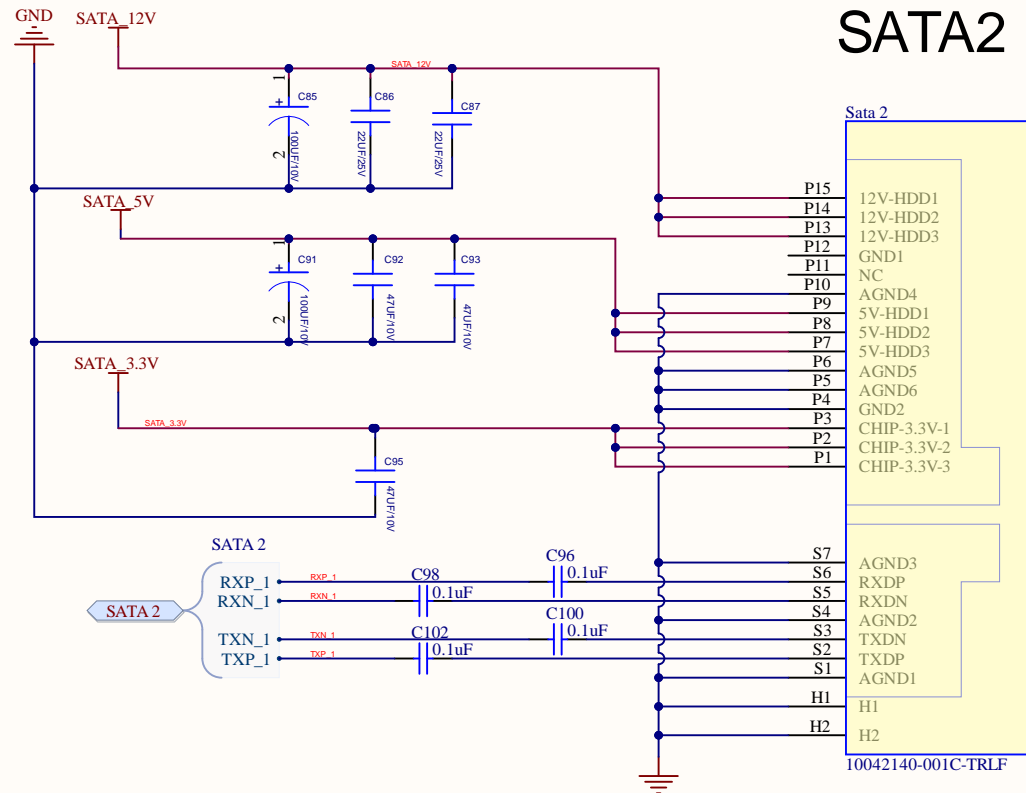 SATA2
GND
SATA_12V
SATA_12V
1
+
C85
2
100UF/10V
C86
22UF/25V
C87
22UF/25V
SATA_5V
1
+
C91
2
100UF/10V
C92
47UF/10V
C93
47UF/10V
SATA_3.3V
SATA_3.3V
C95
47UF/10V
Sata 2
P15 12V-HDD1
P14 12V-HDD2
P13 12V-HDD3
P12 GND1
P11 NC
P10 AGND4
P9 5V-HDD1
P8 5V-HDD2
P7 5V-HDD3
P6 AGND5
P5 AGND6
P4 GND2
P3 CHIP-3.3V-1
P2 CHIP-3.3V-2
P1 CHIP-3.3V-3
S7 AGND3
S6 RXDP
S5 RXDN
S4 AGND2
S3 TXDN
S2 TXDP
S1 AGND1
H1 H1
H2 H2
10042140-001C-TRLF
SATA 2
SATA 2
RXP_1 RXP_1
C96
0.1uF
RXN_1 RXN_1
C98
0.1uF
TXN_1 TXN_1
C100
0.1uF
TXP_1 TXP_1
C102
0.1uF